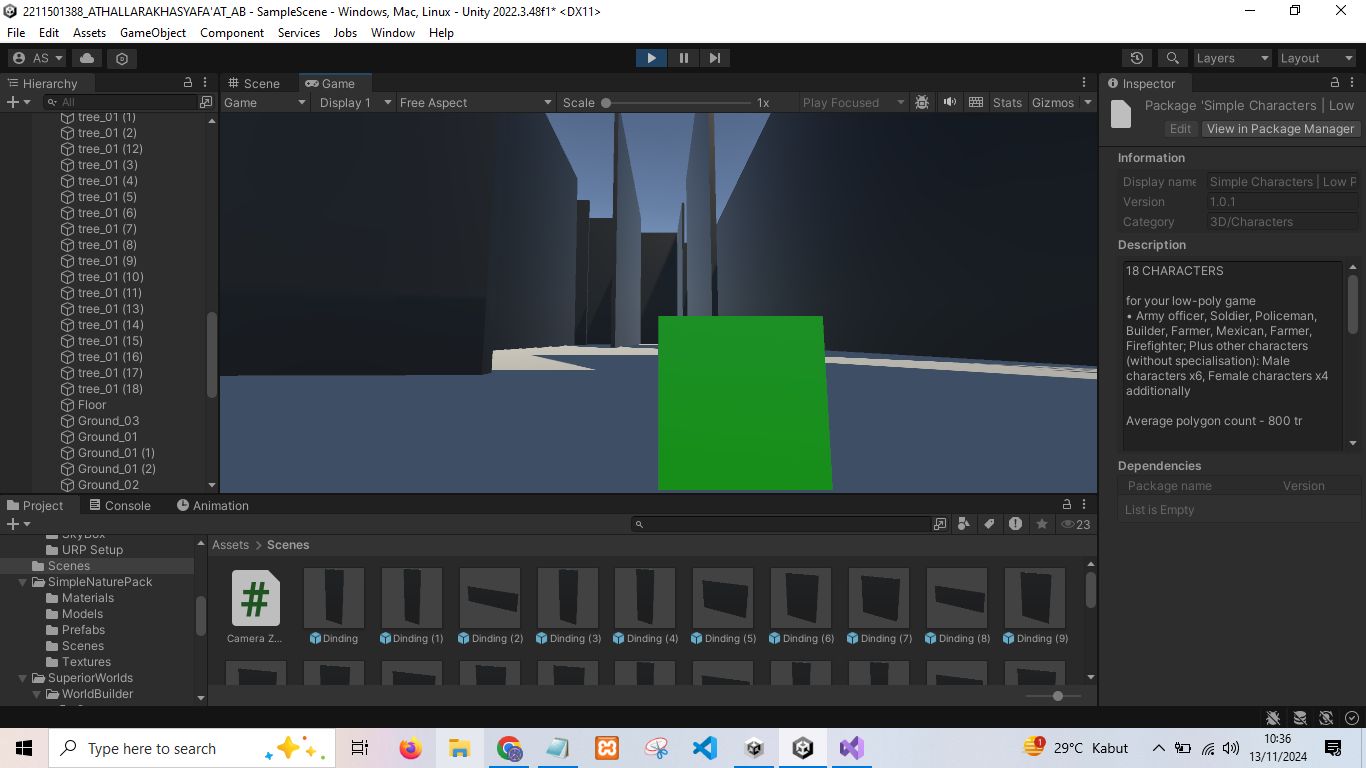 2211501388_ATHALLARAKHASYAFA'AT_AB - SampleScene - Windows, Mac, Linux - Unity 2022.3.48f1* <DX11>
File Edit Assets GameObject Component Services Jobs Window Help
AS Layers Layout
Hierarchy
All
tree_01 (1)
tree_01 (2)
tree_01 (12)
tree_01 (3)
tree_01 (4)
tree_01 (5)
tree_01 (6)
tree_01 (7)
tree_01 (8)
tree_01 (9)
tree_01 (10)
tree_01 (11)
tree_01 (13)
tree_01 (14)
tree_01 (15)
tree_01 (16)
tree_01 (17)
tree_01 (18)
Floor
Ground_03
Ground_01
Ground_01 (1)
Ground_01 (2)
Ground_02
Scene Game
Game Display 1 Free Aspect Scale 1x Play Focused Stats Gizmos
Inspector
Package 'Simple Characters | Low
Edit View in Package Manager
Information
Display name Simple Characters | Low P
Version 1.0.1
Category 3D/Characters
Description
18 CHARACTERS
for your low-poly game
• Army officer, Soldier, Policeman,
Builder, Farmer, Mexican, Farmer,
Firefighter; Plus other characters
(without specialisation): Male
characters x6, Female characters x4
additionally
Average polygon count - 800 tr
Dependencies
Package name Version
List is Empty
Project Console Animation
23
SkyBox
URP Setup
Scenes
SimpleNaturePack
Materials
Models
Prefabs
Scenes
Textures
SuperiorWorlds
WorldBuilder
Assets > Scenes
#
Camera Z... Dinding Dinding (1) Dinding (2) Dinding (3) Dinding (4) Dinding (5) Dinding (6) Dinding (7) Dinding (8) Dinding (9)
Type here to search
1
29°C Kabut
10:36
13/11/2024